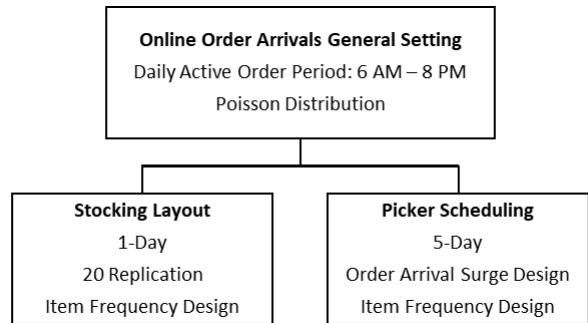 Online Order Arrivals General Setting
Daily Active Order Period: 6 AM – 8 PM
Poisson Distribution
Stocking Layout
1-Day
20 Replication
Item Frequency Design
Picker Scheduling
5-Day
Order Arrival Surge Design
Item Frequency Design